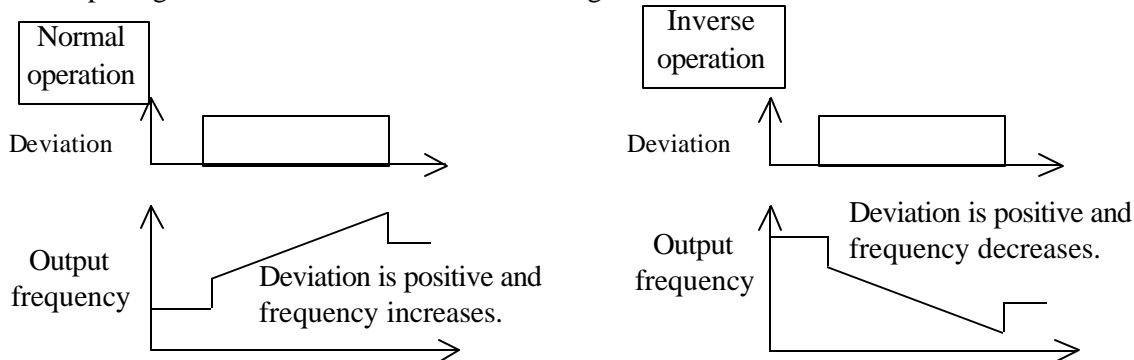 Normal
operation
Deviation
Output
frequency
Deviation is positive and
frequency increases.
Inverse
operation
Deviation
Output
frequency
Deviation is positive and
frequency decreases.